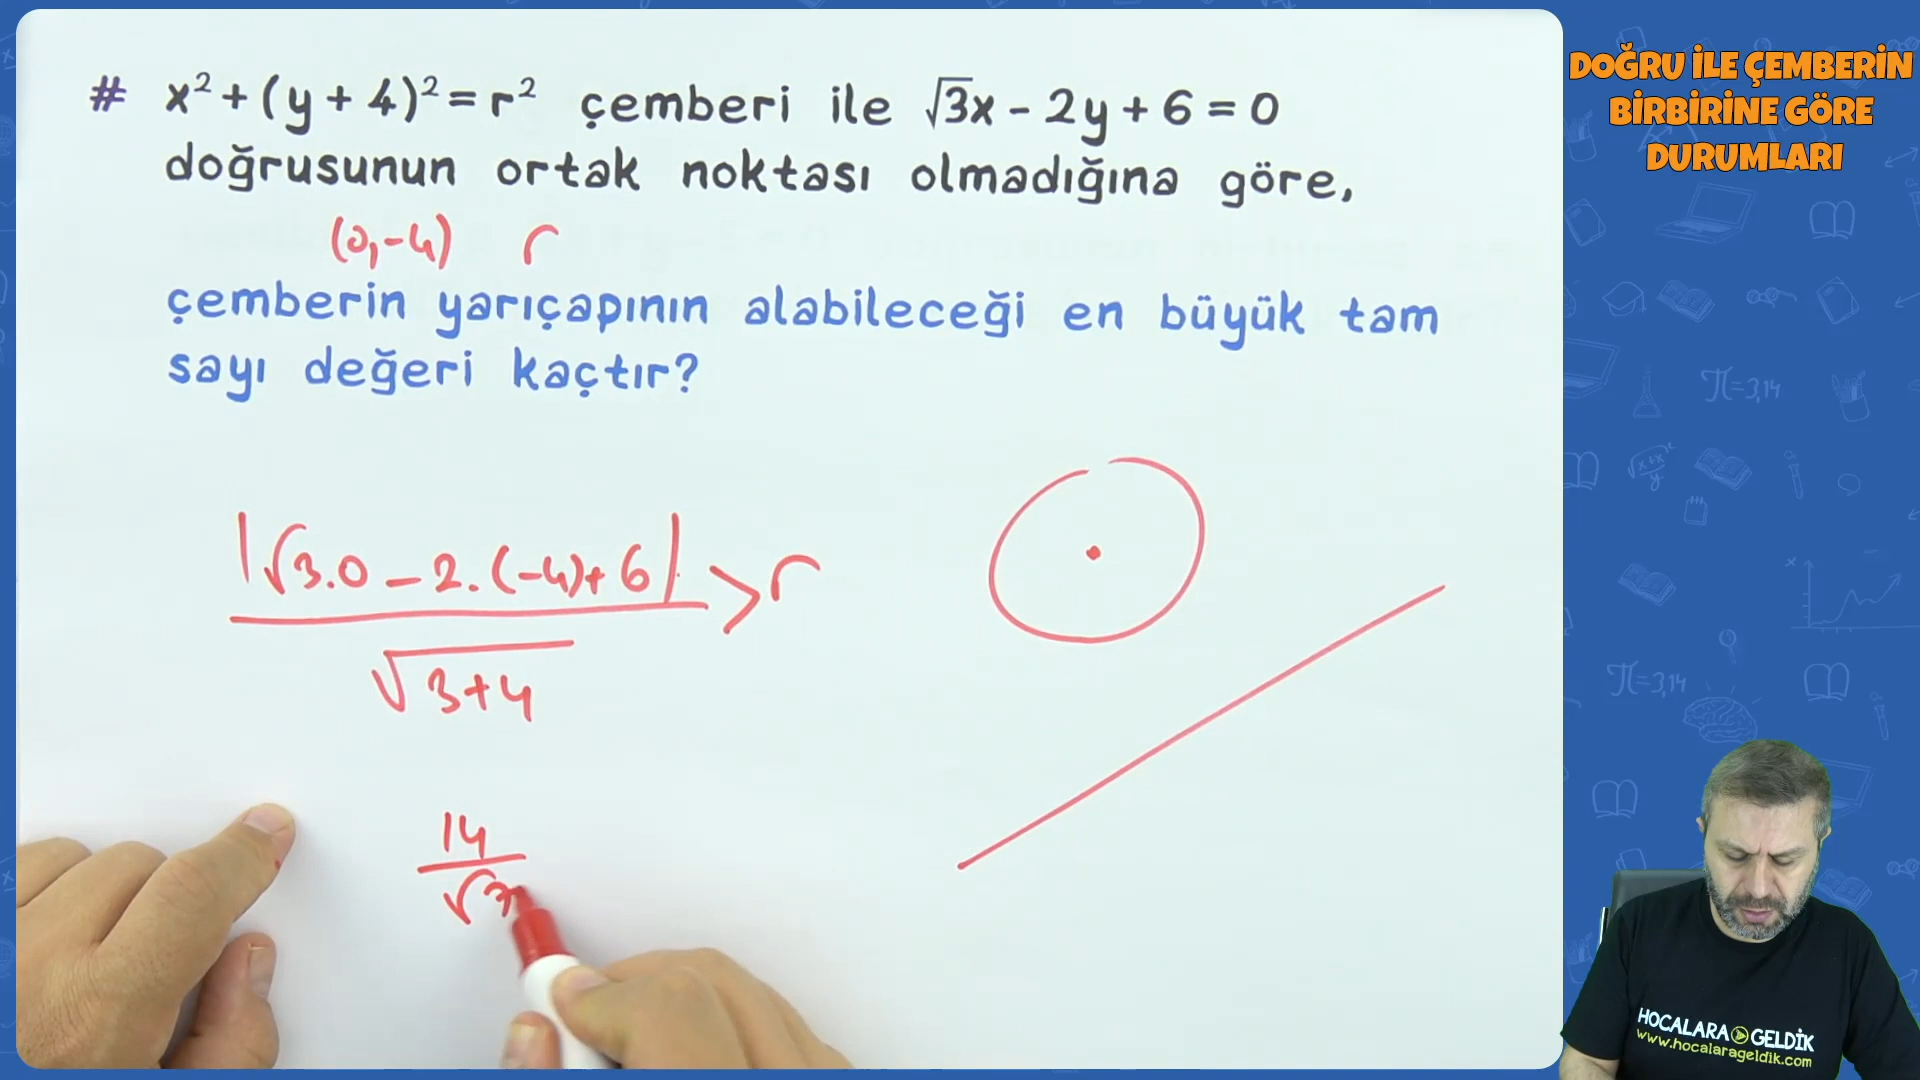 # x² + (y + 4)² = r² çemberi ile √3x - 2y + 6 = 0
doğrusunun ortak noktası olmadığına göre,
(0,-4) r
çemberin yarıçapının alabileceği en büyük tam
sayı değeri kaçtır?
|√3.0 - 2.(-4)+6| > r
√3+4
14
√7
DOĞRU İLE ÇEMBERİN
BİRBİRİNE GÖRE
DURUMLARI
π=3,14
π=3,14
HOCALARA GELDİK
www.hocalarageldik.com